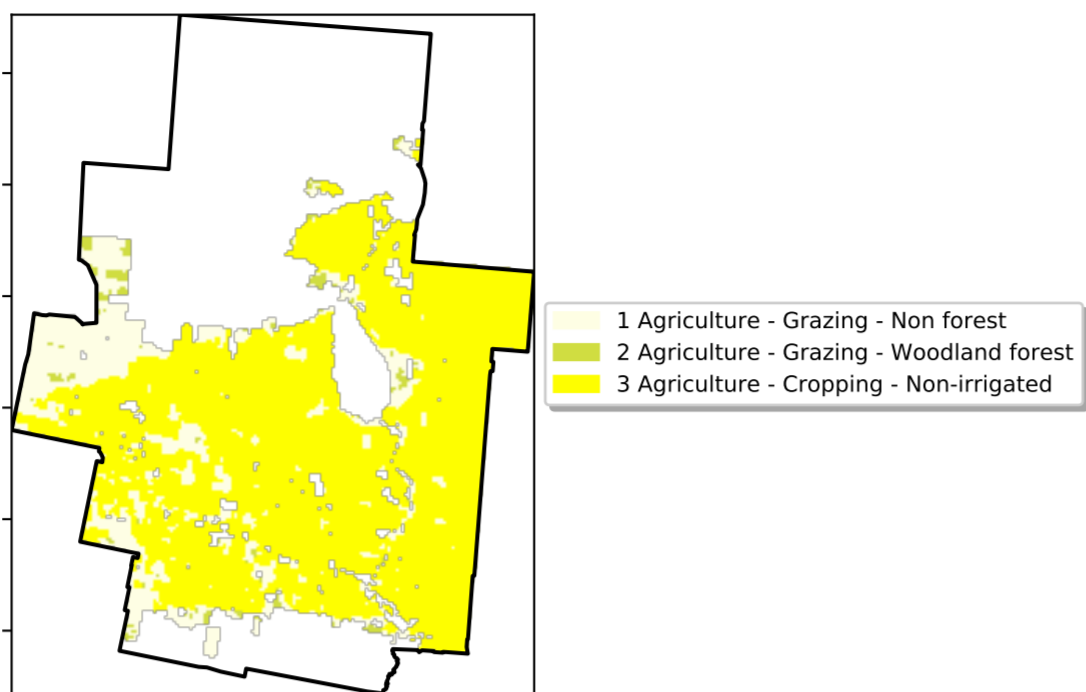 1 Agriculture - Grazing - Non forest
2 Agriculture - Grazing - Woodland forest
3 Agriculture - Cropping - Non-irrigated